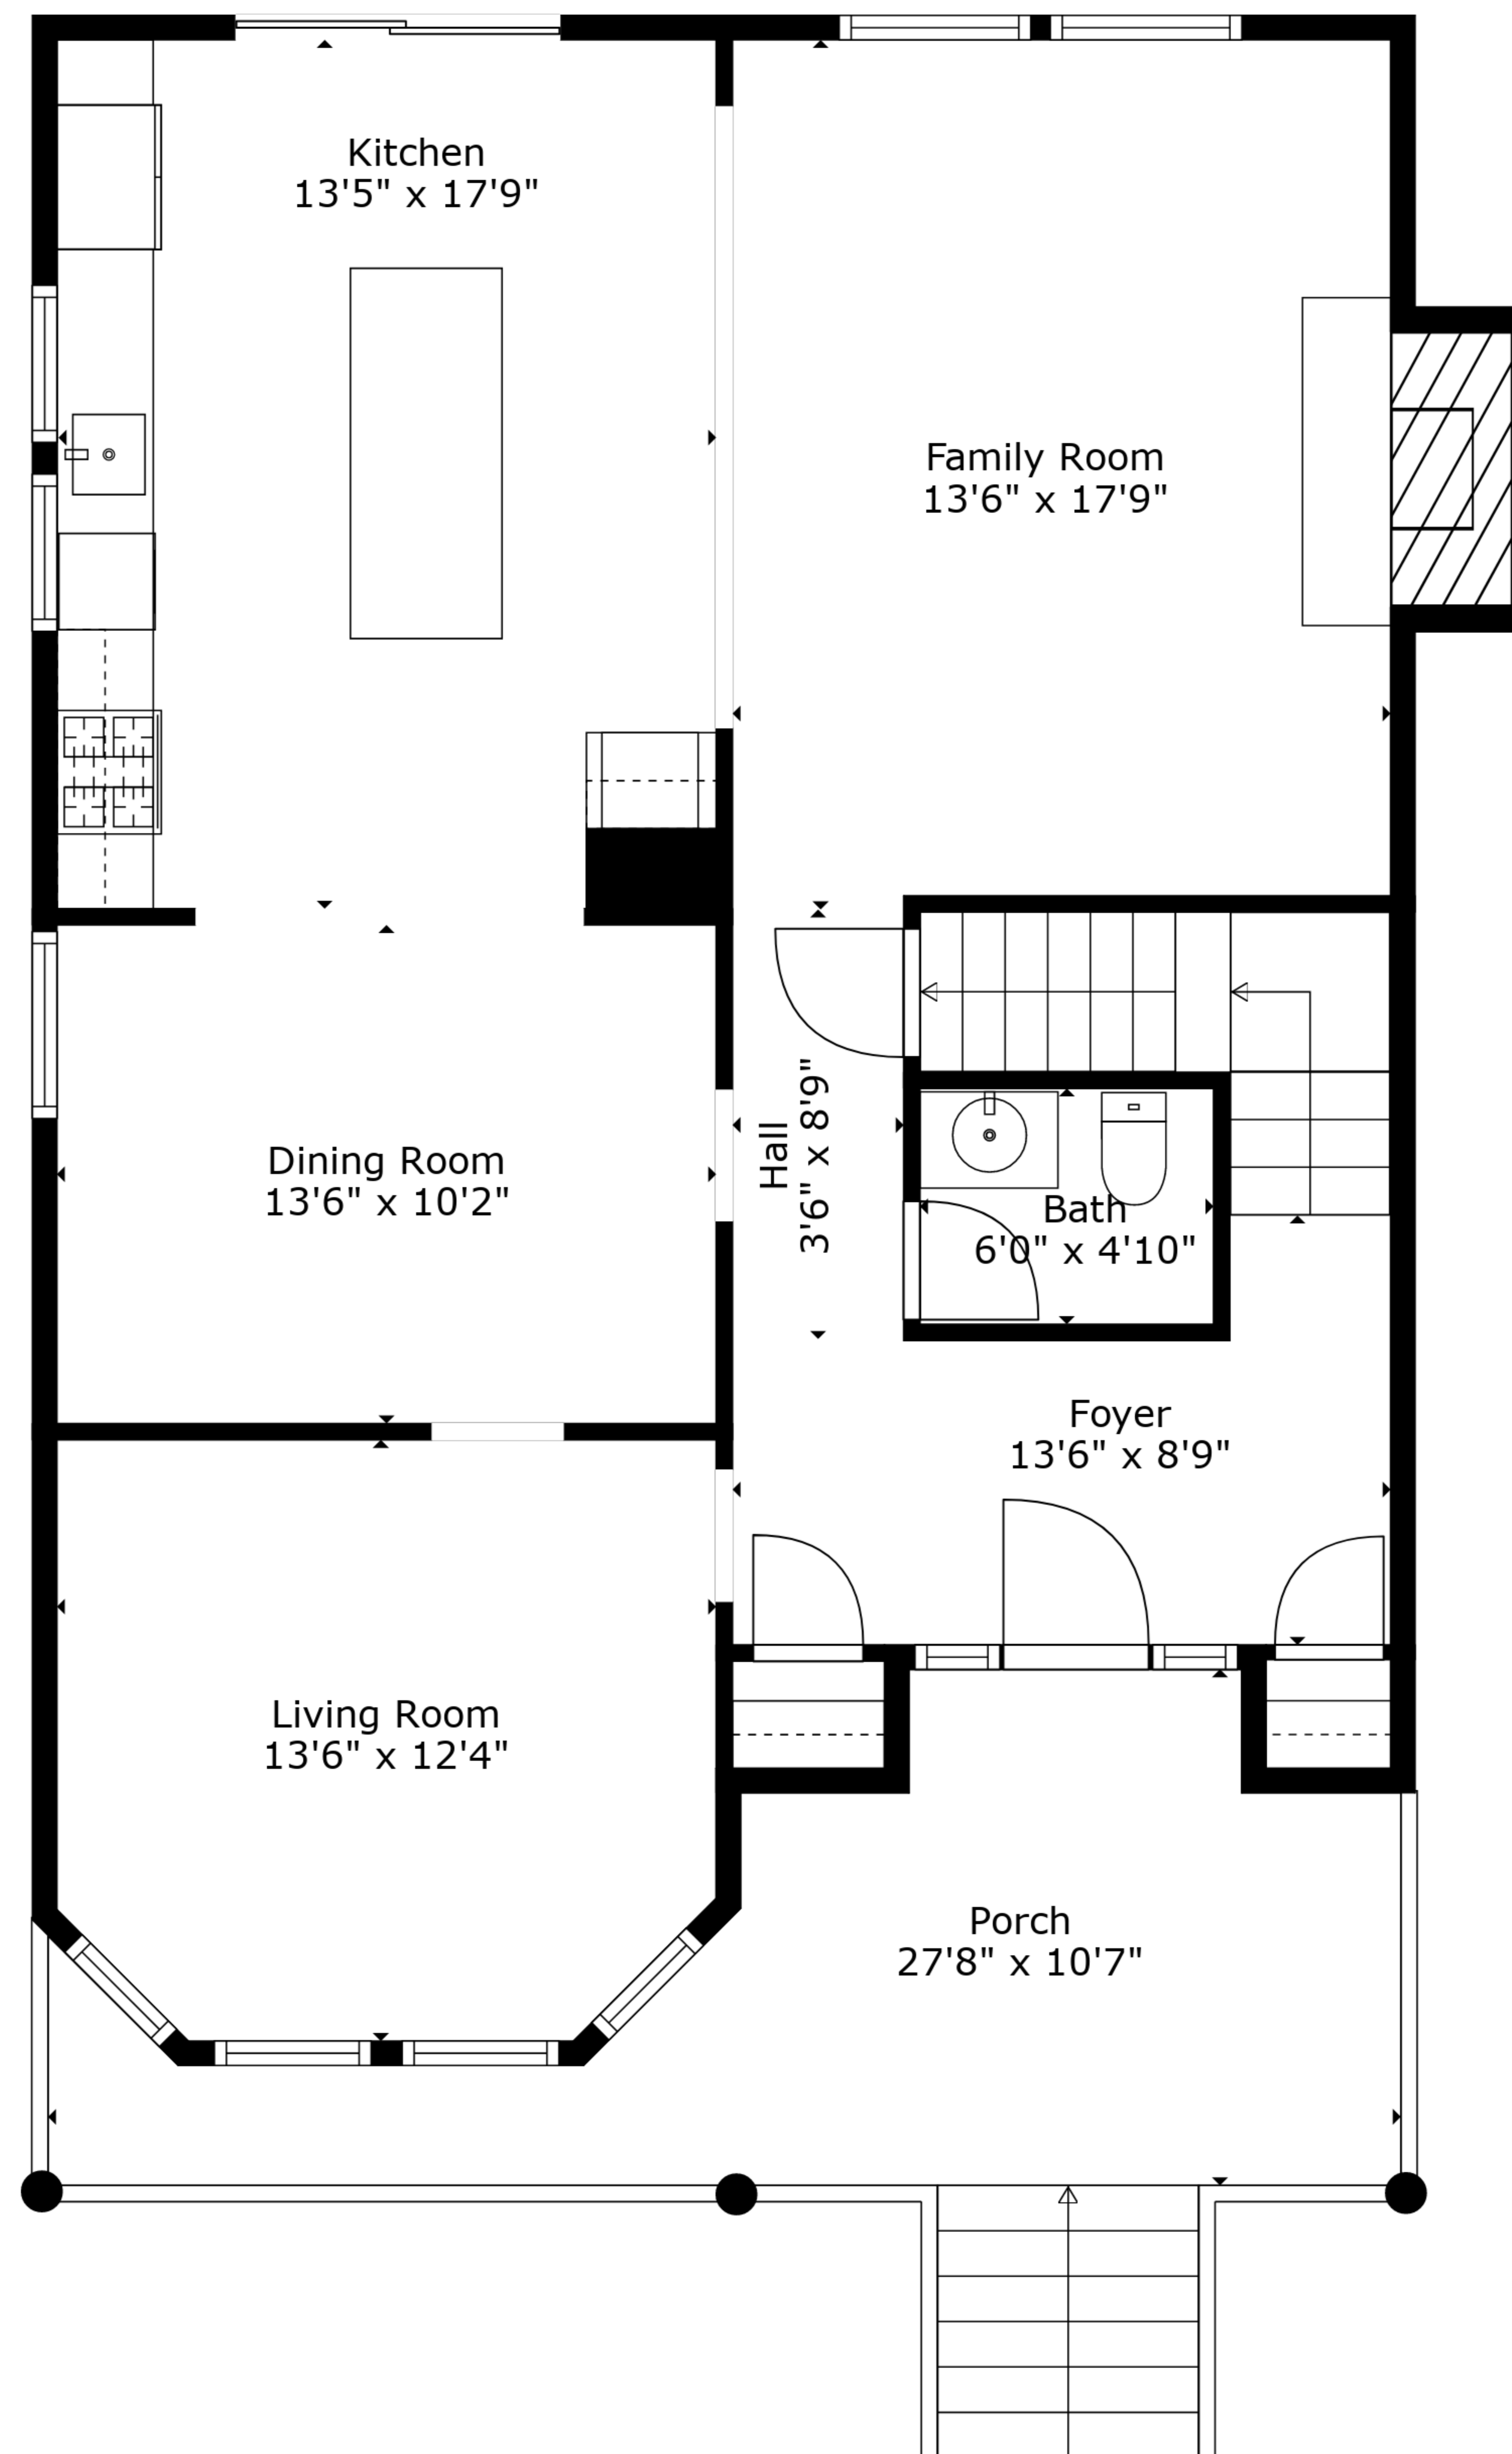 Kitchen
13'5" x 17'9"
Family Room
13'6" x 17'9"
Dining Room
13'6" x 10'2"
Hall
3'6" x 8'9"
Bath
6'0" x 4'10"
Foyer
13'6" x 8'9"
Living Room
13'6" x 12'4"
Porch
27'8" x 10'7"